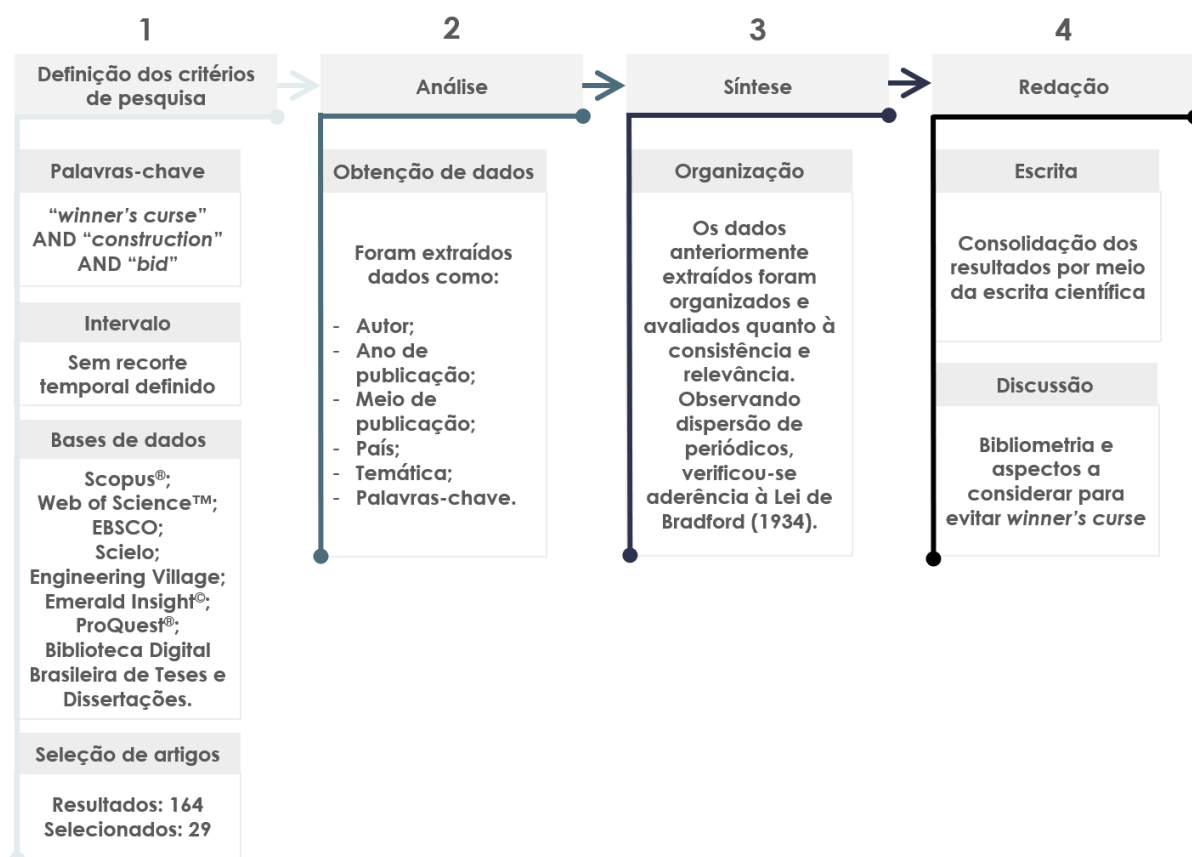 1
Definição dos critérios
de pesquisa
Palavras-chave
“winner’s curse”
AND “construction”
AND “bid”
Intervalo
Sem recorte
temporal definido
Bases de dados
Scopus®;
Web of Science™;
EBSCO;
Scielo;
Engineering Village;
Emerald Insight©;
ProQuest®;
Biblioteca Digital
Brasileira de Teses e
Dissertações.
Seleção de artigos
Resultados: 164
Selecionados: 29
2
Análise
Obtenção de dados
Foram extraídos
dados como:
- Autor;
- Ano de
publicação;
- Meio de
publicação;
- País;
- Temática;
- Palavras-chave.
3
Síntese
Organização
Os dados
anteriormente
extraídos foram
organizados e
avaliados quanto à
consistência e
relevância.
Observando
dispersão de
periódicos,
verificou-se
aderência à Lei de
Bradford (1934).
4
Redação
Escrita
Consolidação dos
resultados por meio
da escrita científica
Discussão
Bibliometria e
aspectos a
considerar para
evitar winner’s curse